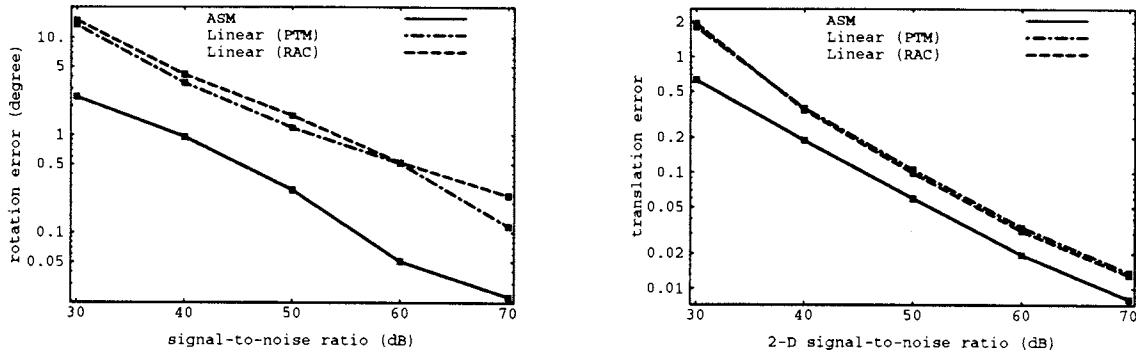 ASM
Linear (PTM)
Linear (RAC)
10.
5
1
0.5
0.1
0.05
30 40 50 60 70
rotation error (degree)
signal-to-noise ratio (dB)
ASM
Linear (PTM)
Linear (RAC)
2
1
0.5
0.2
0.1
0.05
0.02
0.01
30 40 50 60 70
translation error
2-D signal-to-noise ratio (dB)